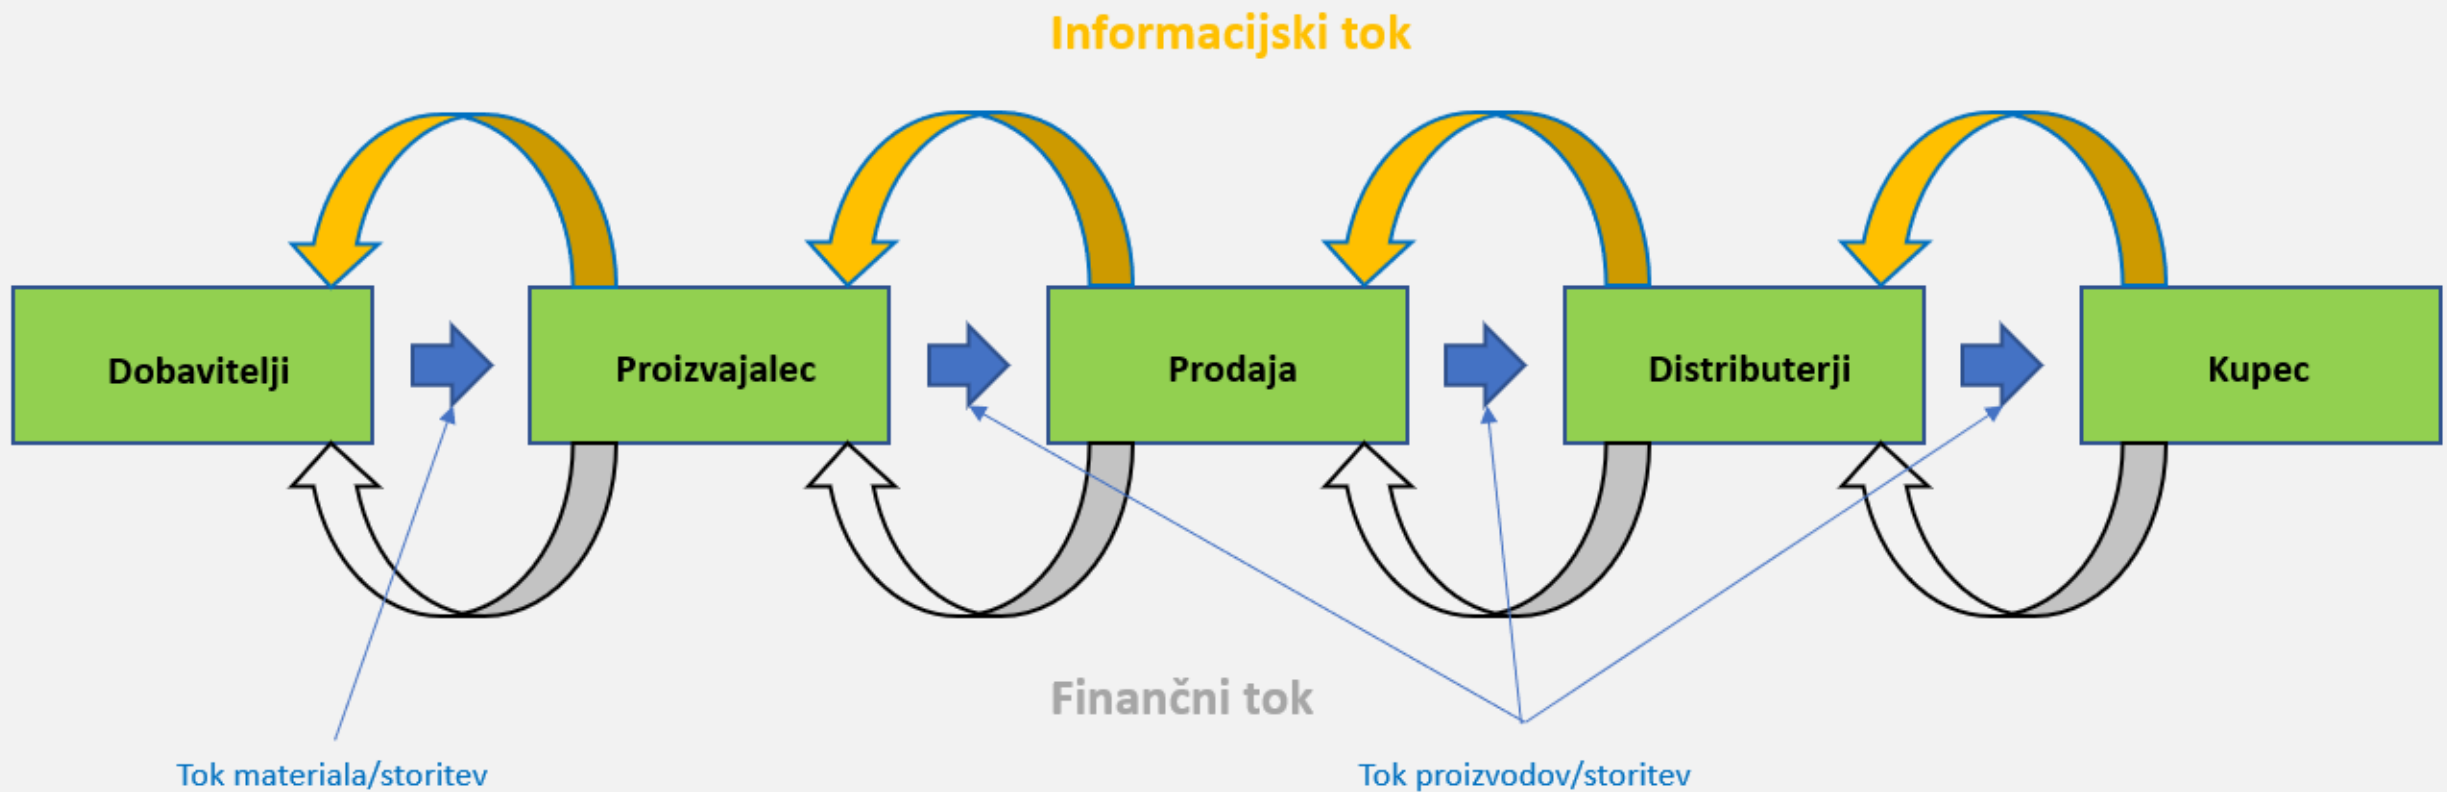 Informacijski tok
Dobavitelji
Proizvajalec
Prodaja
Distributerji
Kupec
Finančni tok
Tok materiala/storitev
Tok proizvodov/storitev